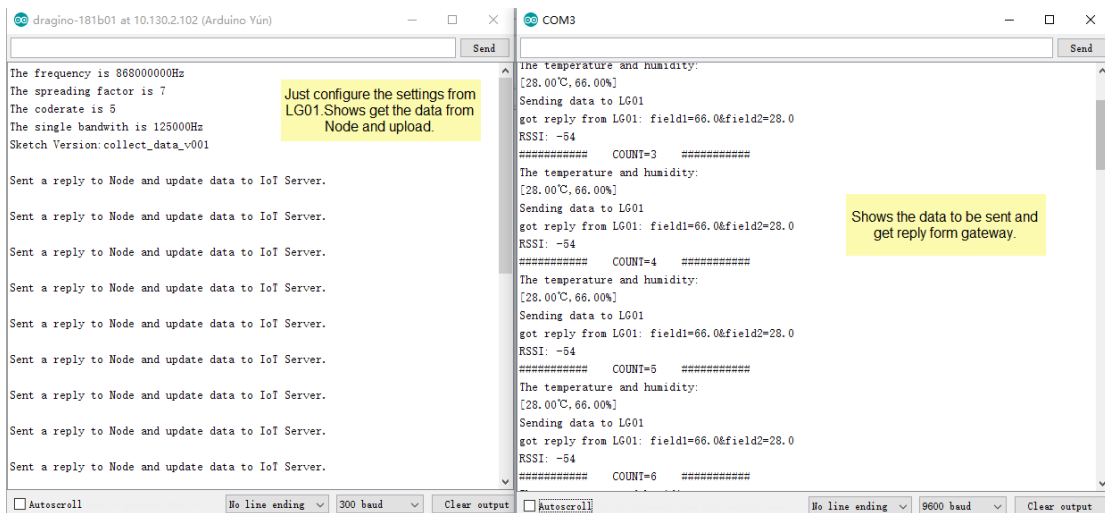 dragino-181b01 at 10.130.2.102 (Arduino Yún)
Send
The frequency is 868000000Hz
The spreading factor is 7
The coderate is 5
The single bandwith is 125000Hz
Sketch Version:collect_data_v001
Sent a reply to Node and update data to IoT Server.
Sent a reply to Node and update data to IoT Server.
Sent a reply to Node and update data to IoT Server.
Sent a reply to Node and update data to IoT Server.
Sent a reply to Node and update data to IoT Server.
Sent a reply to Node and update data to IoT Server.
Sent a reply to Node and update data to IoT Server.
Sent a reply to Node and update data to IoT Server.
Sent a reply to Node and update data to IoT Server.
Just configure the settings from
LG01.Shows get the data from
Node and upload.
Autoscroll
No line ending
300 baud
Clear output
COM3
Send
The temperature and humidity:
[28.00℃,66.00%]
Sending data to LG01
got reply from LG01: field1=66.0&field2=28.0
RSSI: -54
########### COUNT=3 ###########
The temperature and humidity:
[28.00℃,66.00%]
Sending data to LG01
got reply from LG01: field1=66.0&field2=28.0
RSSI: -54
########### COUNT=4 ###########
The temperature and humidity:
[28.00℃,66.00%]
Sending data to LG01
got reply from LG01: field1=66.0&field2=28.0
RSSI: -54
########### COUNT=5 ###########
The temperature and humidity:
[28.00℃,66.00%]
Sending data to LG01
got reply from LG01: field1=66.0&field2=28.0
RSSI: -54
########### COUNT=6 ###########
Shows the data to be sent and
get reply form gateway.
Autoscroll
No line ending
9600 baud
Clear output